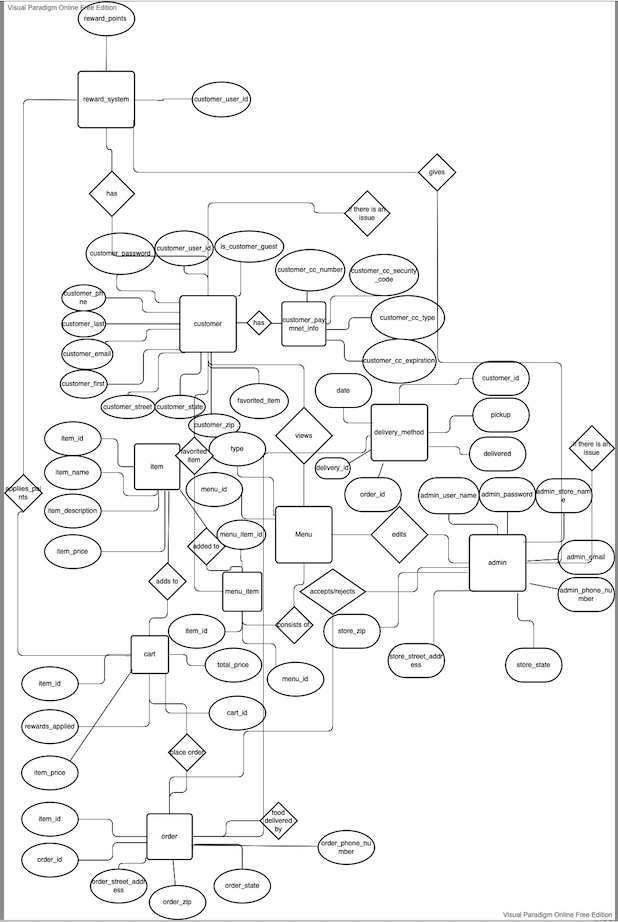 Visual Paradigm Online Free Edition
reward_points
reward_system
customer_user_id
gives
has
if there is an
issue
customer_password
customer_user_id
is_customer_guest
customer_cc_number
customer_cc_security
_code
customer_ph
ne
customer_last
customer
has
customer_pay
mnet_info
customer_cc_type
customer_email
customer_cc_expiration
customer_first
customer_street
customer_state
favorited_item
date
customer_id
customer_zip
pickup
item_id
type
views
delivery_method
item
favorited
item
delivered
if there is an
issue
item_name
delivery_id
applies_poi
nts
menu_id
order_id
admin_user_name
admin_password
admin_store_nam
e
item_description
menu_item_id
Menu
edits
item_price
added to
admin_email
admin
adds to
menu_item
accepts/rejects
admin_phone_nu
mber
item_id
consists of
store_zip
cart
total_price
store_street_addr
ess
store_state
item_id
menu_id
rewards_applied
cart_id
place order
item_price
item_id
food
delivered
by
order
order_phone_nu
mber
order_id
order_street_addr
ess
order_state
order_zip
Visual Paradigm Online Free Edition